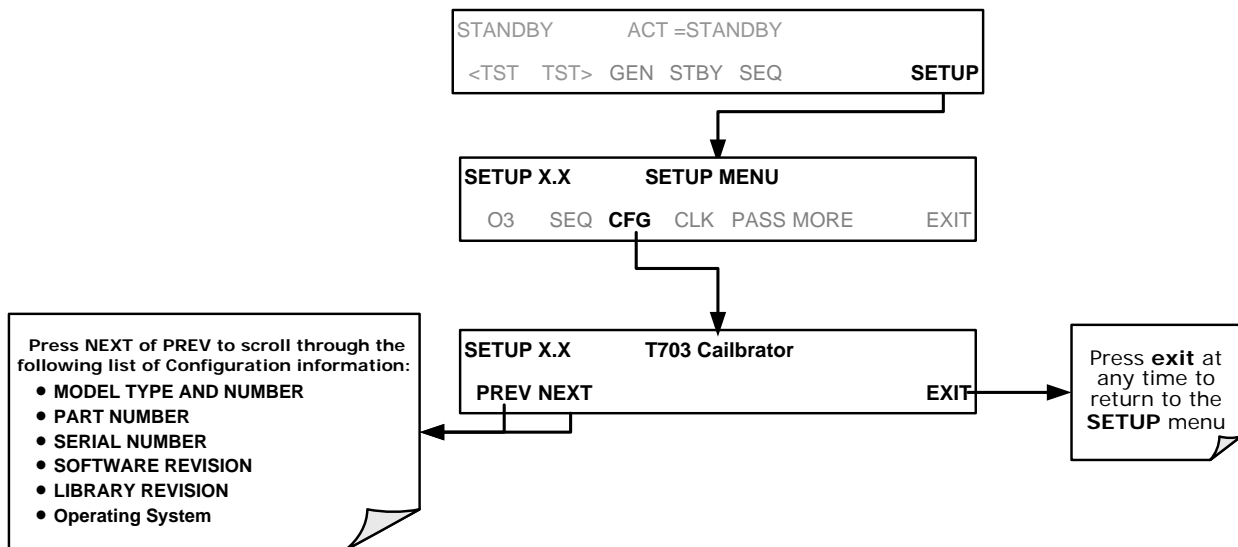 STANDBY ACT =STANDBY
<TST TST> GEN STBY SEQ SETUP
SETUP X.X SETUP MENU
O3 SEQ CFG CLK PASS MORE EXIT
SETUP X.X T703 Cailbrator
PREV NEXT EXIT
Press NEXT of PREV to scroll through the
following list of Configuration information:
● MODEL TYPE AND NUMBER
● PART NUMBER
● SERIAL NUMBER
● SOFTWARE REVISION
● LIBRARY REVISION
● Operating System
Press exit at
any time to
return to the
SETUP menu